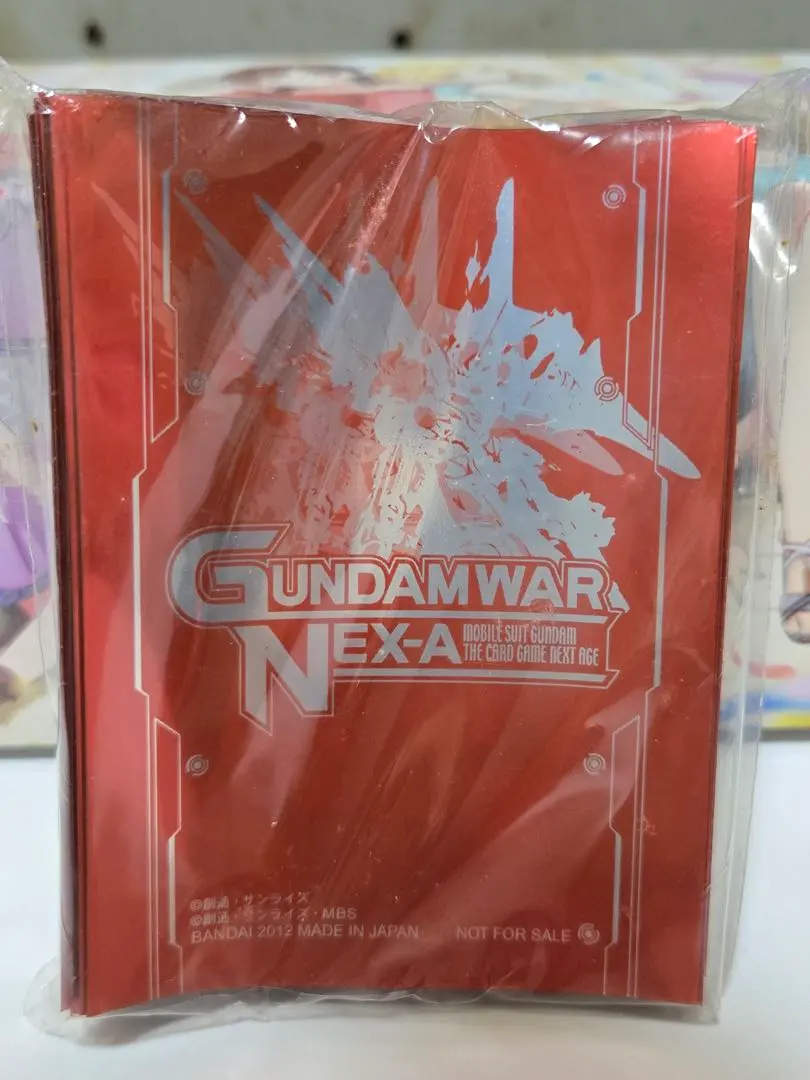 GUNDAM WAR
NEX-A
MOBILE SUIT GUNDAM
THE CARD GAME NEXT AGE
©創通・サンライズ
©創通・サンライズ・MBS
BANDAI 2012 MADE IN JAPAN NOT FOR SALE